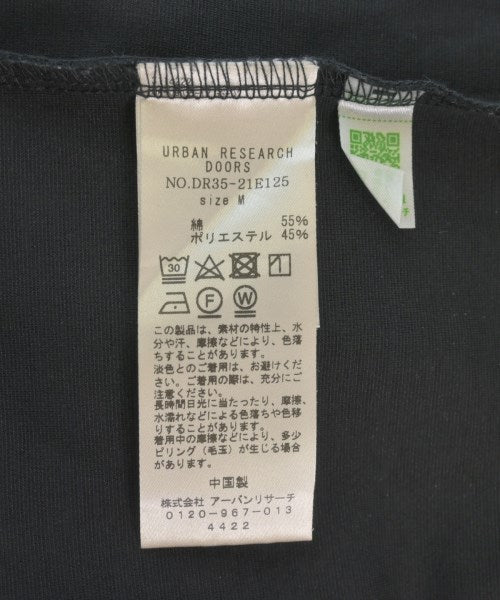 URBAN RESEARCH
DOORS
NO.DR35-21E125
size M
綿 55%
ポリエステル 45%
30
F W
この製品は、素材の特性上、水
分や汗、摩擦などにより、色落
ちすることがあります。
淡色とのご着用は、お避けくだ
さい。ご着用の際は、充分にご
注意ください。
長時間日光に当たったり、摩擦、
水濡れなどによる色落ちや色移
りすることがあります。
着用中の摩擦などにより、多少
ピリング(毛玉)が生じる場合
があります。
中国製
株式会社 アーバンリサーチ
0120-967-013
4422